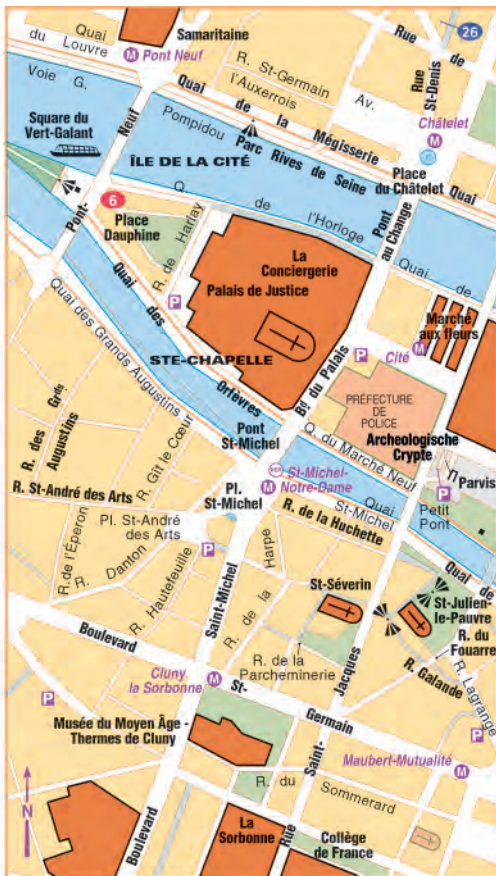 Quai
du Louvre
Samaritaine
M Pont Neuf
Rue de
26
R. St-Germain
l'Auxerrois
Rue
St-Denis
Av.
Voie G.
Pompidou
Quai de la Mégisserie
Parc Rives de Seine
M
Châtelet
Square du
Vert-Galant
Pont-
Neuf
ÎLE DE LA CITÉ
Place
du Châtelet
Quai
6
Place
Dauphine
Q. de l'Horloge
Pont
au Change
Quai de
R. de Harlay
La
Conciergerie
Palais de Justice
P
Quai des Orfèvres
STE-CHAPELLE
Marché
aux fleurs
Cité
M
P
Bd du Palais
Quai des Grands Augustins
PRÉFECTURE
DE
POLICE
Archeologische
Crypte
Pont
St-Michel
Q. du Marché Neuf
Parvis
P
R. des Grds
Augustins
R. Gît le Cœur
RER
St-Michel-
Notre-Dame
M
Quai
St-Michel
Petit
Pont
R. St-André des Arts
Pl.
St-Michel
R. de la Huchette
Quai de
Pl. St-André
des Arts
P
R. de l'Éperon
R. Danton
R. Hautefeuille
R. de la Harpe
St-Séverin
St-Julien-
le-Pauvre
R. du
Fouarre
R. Galande
R. Lagrange
Boulevard
Saint-Michel
R. de la
Parcheminerie
Cluny
la Sorbonne
M
St-
Germain
Jacques
P
P
Musée du Moyen Âge -
Thermes de Cluny
Maubert-Mutualité
M
R. du
Sommerard
Saint-
N
Boulevard
La
Sorbonne
Rue
Collège
de France